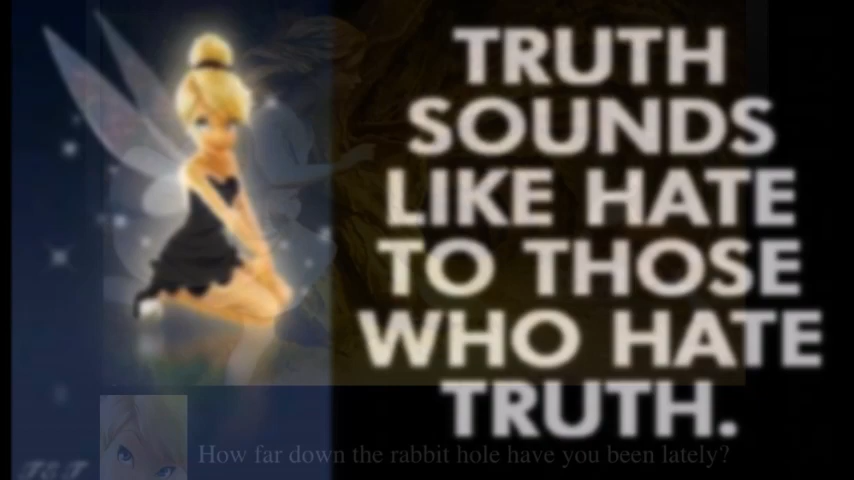 TRUTH
SOUNDS
LIKE HATE
TO THOSE
WHO HATE
TRUTH.
How far down the rabbit hole have you been lately?